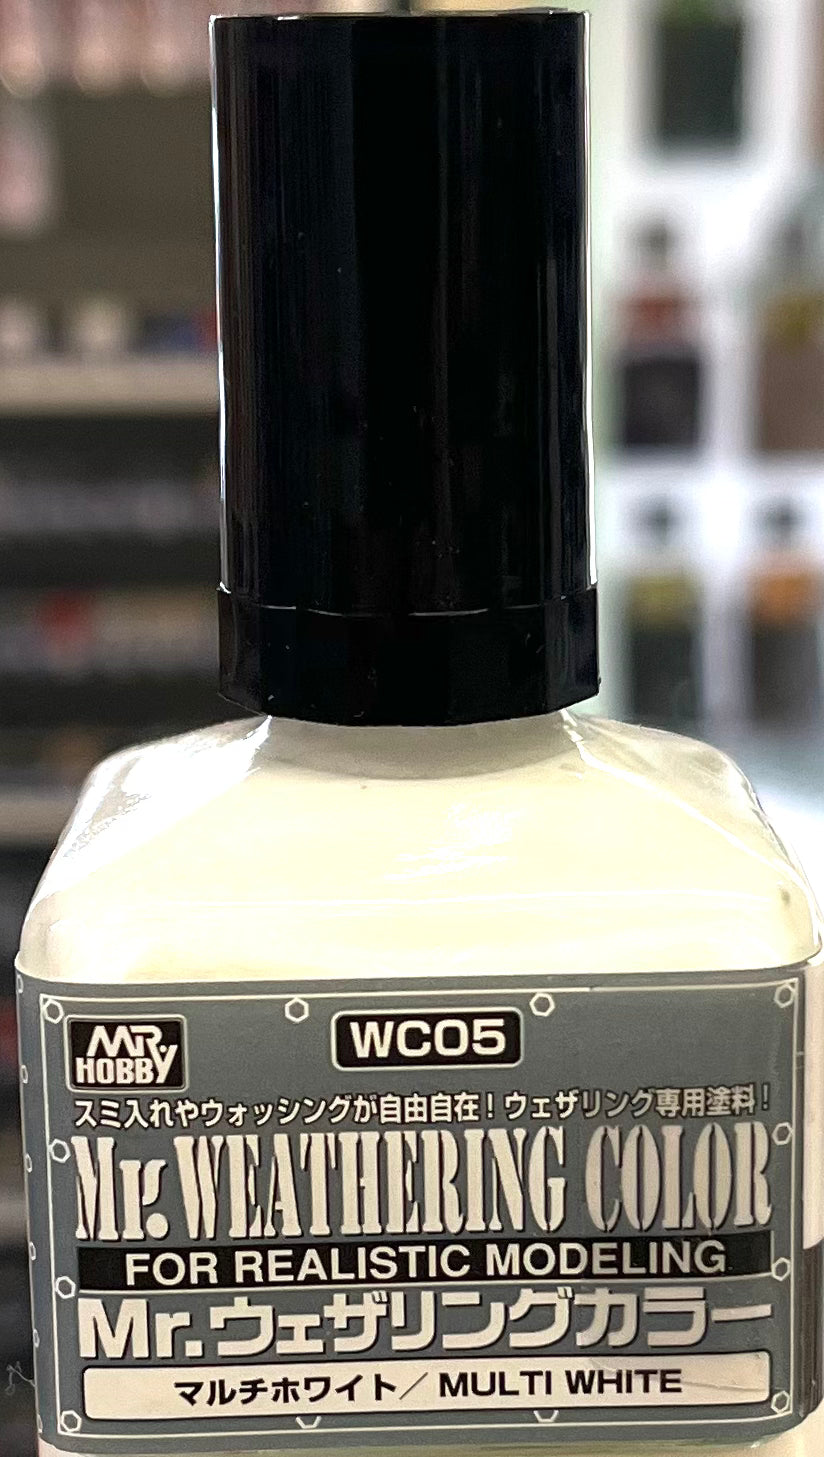 MR.
HOBBY
WC05
スミ入れやウォッシングが自由自在！ウェザリング専用塗料！
Mr. WEATHERING COLOR
FOR REALISTIC MODELING
Mr.ウェザリングカラー
マルチホワイト／ MULTI WHITE